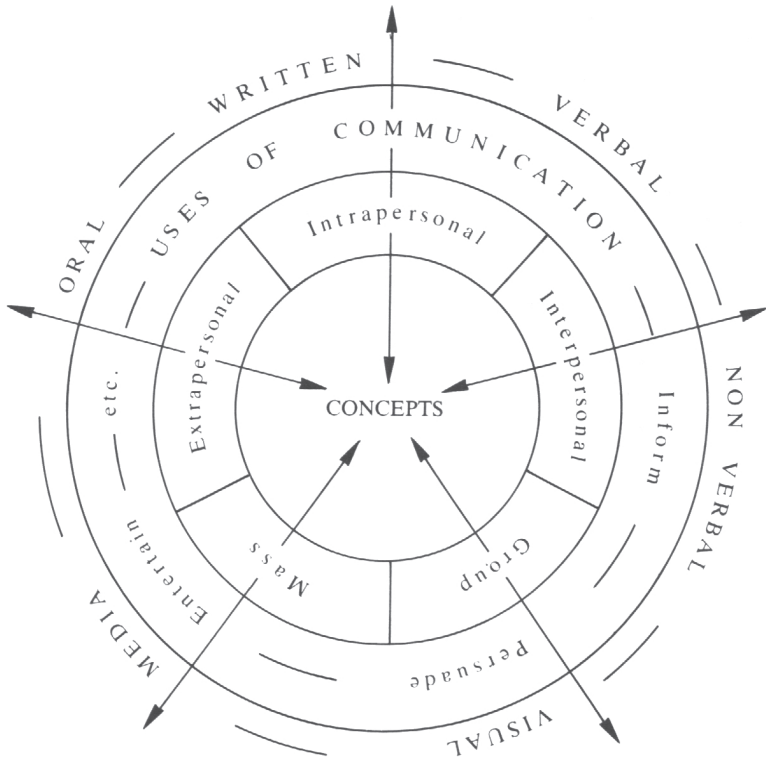 WRITTEN
VERBAL
NON VERBAL
VISUAL
MEDIA
ORAL
USES OF COMMUNICATION
Inform
Persuade
Entertain
etc.
Intrapersonal
Interpersonal
Group
Mass
Extrapersonal
CONCEPTS